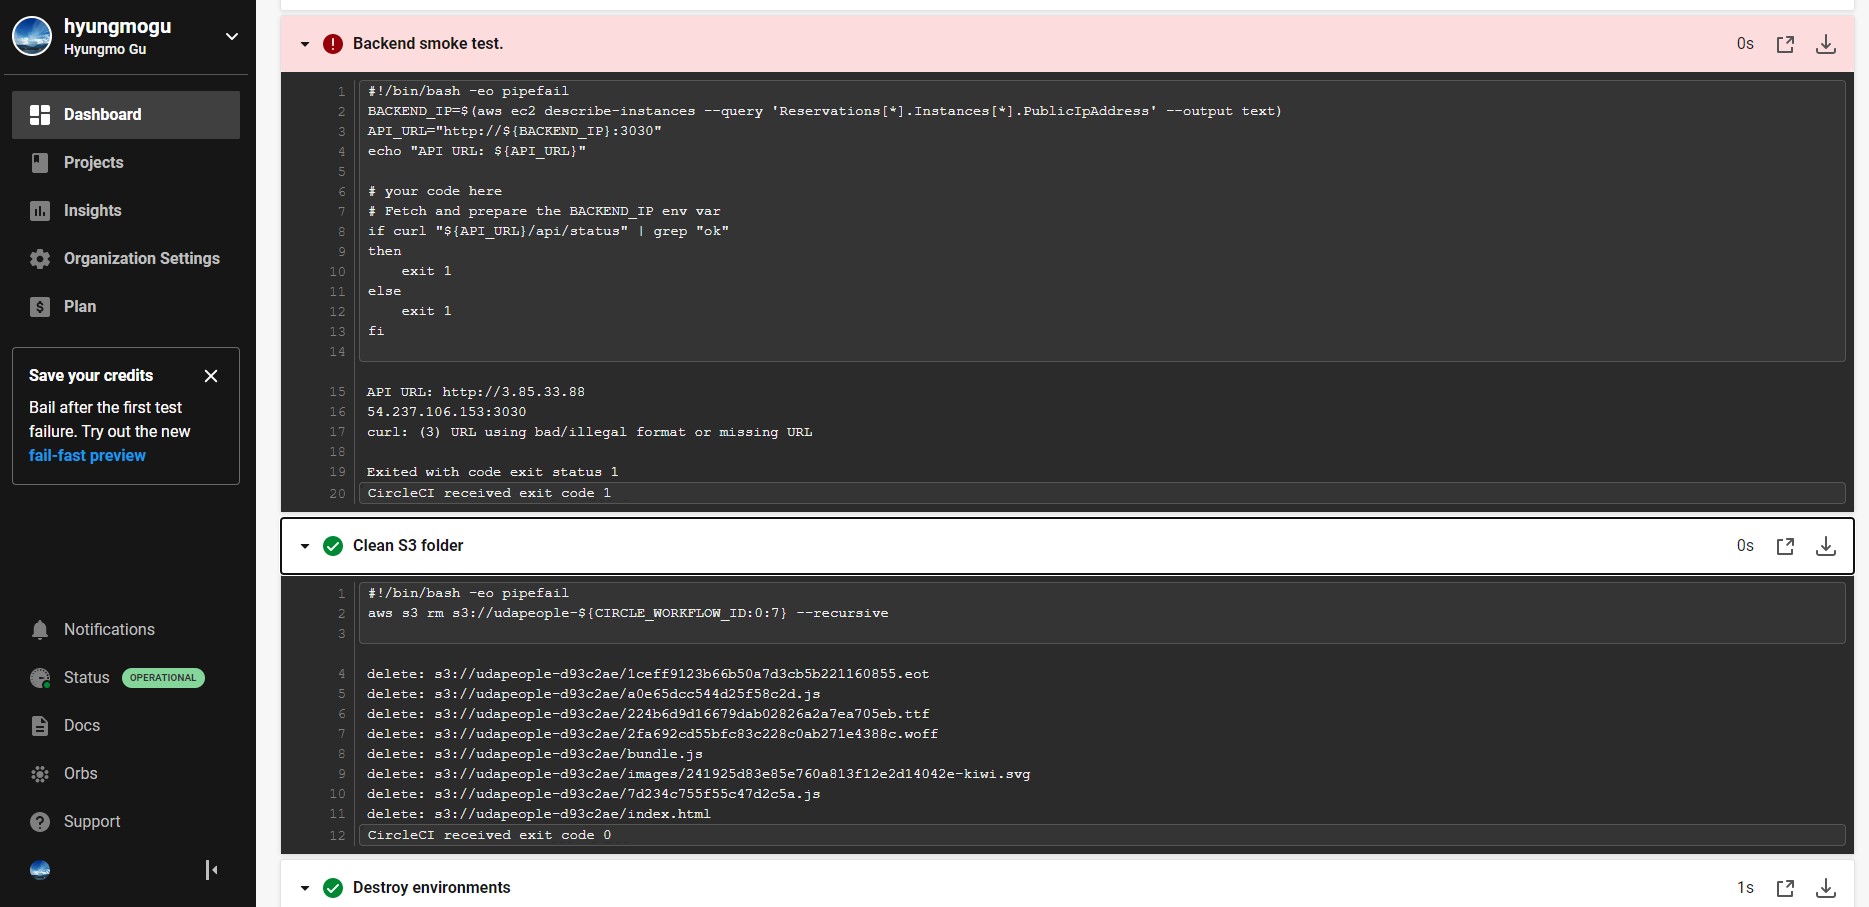 hyungmogu
Hyungmo Gu
Dashboard
Projects
Insights
Organization Settings
Plan
Save your credits
Bail after the first test
failure. Try out the new
fail-fast preview
Notifications
Status OPERATIONAL
Docs
Orbs
Support
Backend smoke test. 0s
1 #!/bin/bash -eo pipefail
2 BACKEND_IP=$(aws ec2 describe-instances --query 'Reservations[*].Instances[*].PublicIpAddress' --output text)
3 API_URL="http://${BACKEND_IP}:3030"
4 echo "API URL: ${API_URL}"
5
6 # your code here
7 # Fetch and prepare the BACKEND_IP env var
8 if curl "${API_URL}/api/status" | grep "ok"
9 then
10     exit 1
11 else
12     exit 1
13 fi
14
15 API URL: http://3.85.33.88
16 54.237.106.153:3030
17 curl: (3) URL using bad/illegal format or missing URL
18
19 Exited with code exit status 1
20 CircleCI received exit code 1
Clean S3 folder 0s
1 #!/bin/bash -eo pipefail
2 aws s3 rm s3://udapeople-${CIRCLE_WORKFLOW_ID:0:7} --recursive
3
4 delete: s3://udapeople-d93c2ae/1ceff9123b66b50a7d3cb5b221160855.eot
5 delete: s3://udapeople-d93c2ae/a0e65dcc544d25f58c2d.js
6 delete: s3://udapeople-d93c2ae/224b6d9d16679dab02826a2a7ea705eb.ttf
7 delete: s3://udapeople-d93c2ae/2fa692cd55bfc83c228c0ab271e4388c.woff
8 delete: s3://udapeople-d93c2ae/bundle.js
9 delete: s3://udapeople-d93c2ae/images/241925d83e85e760a813f12e2d14042e-kiwi.svg
10 delete: s3://udapeople-d93c2ae/7d234c755f55c47d2c5a.js
11 delete: s3://udapeople-d93c2ae/index.html
12 CircleCI received exit code 0
Destroy environments 1s